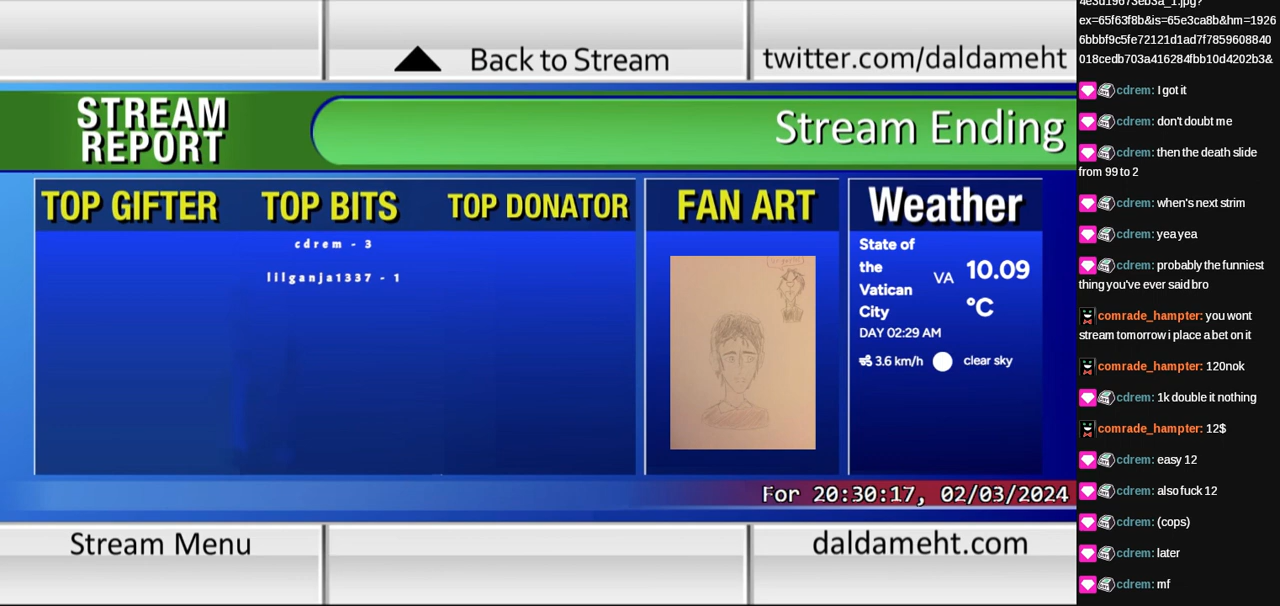 Back to Stream
twitter.com/daldameht
STREAM
REPORT
Stream Ending
TOP GIFTER
TOP BITS
cdrem - 3
lilganja1337 - 1
TOP DONATOR
FAN ART
Weather
State of
the
Vatican
City
VA
10.09
°C
DAY 02:29 AM
3.6 km/h
clear sky
For 20:30:17, 02/03/2024
Stream Menu
daldameht.com
4e3d19673eb3a_1.jpg?
ex=65f63f8b&is=65e3ca8b&hm=1926
6bbbf9c5fe72121d1ad7f7859608840
018cedb703a416284fbb10d4202b3&
cdrem: I got it
cdrem: don't doubt me
cdrem: then the death slide
from 99 to 2
cdrem: when's next strim
cdrem: yea yea
cdrem: probably the funniest
thing you've ever said bro
comrade_hampter: you wont
stream tomorrow i place a bet on it
comrade_hampter: 120nok
cdrem: 1k double it nothing
comrade_hampter: 12$
cdrem: easy 12
cdrem: also fuck 12
cdrem: (cops)
cdrem: later
cdrem: mf